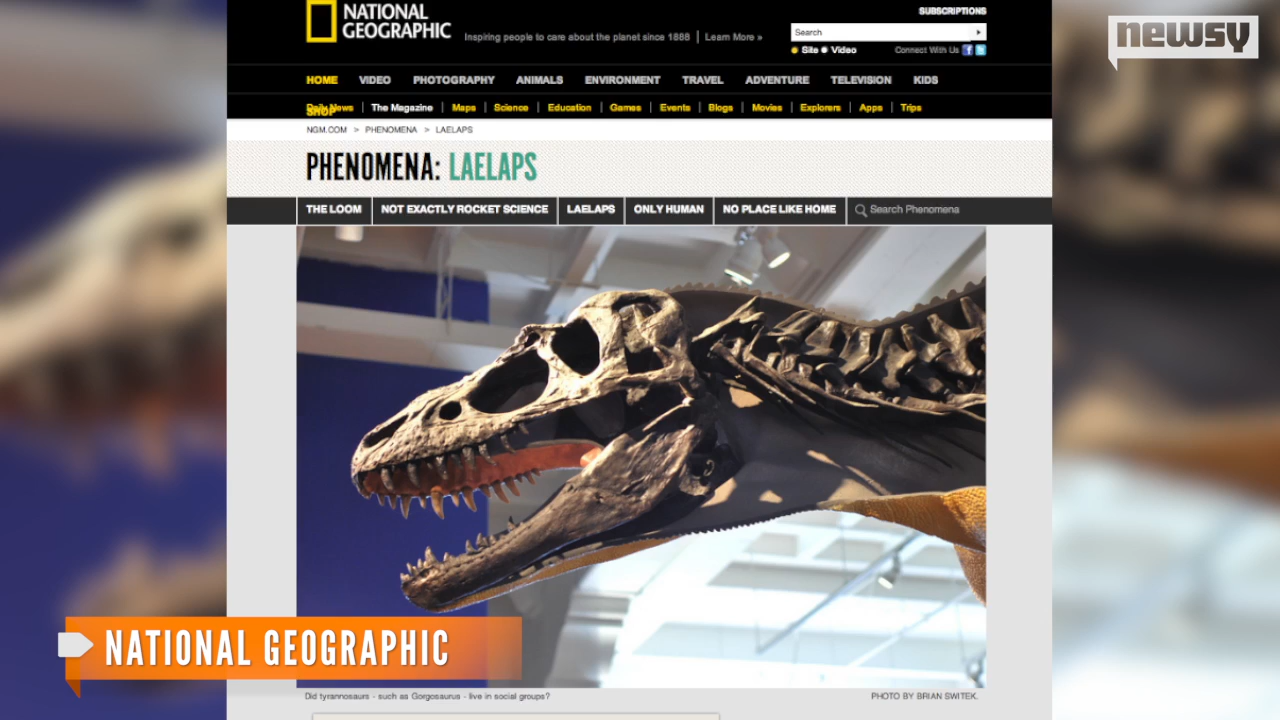 NATIONAL
GEOGRAPHIC
Inspiring people to care about the planet since 1888 | Learn More »
SUBSCRIPTIONS
Search
Site Video
Connect With Us
newsy
HOME VIDEO PHOTOGRAPHY ANIMALS ENVIRONMENT TRAVEL ADVENTURE TELEVISION KIDS
Daily News | The Magazine | Maps | Science | Education | Games | Events | Blogs | Movies | Explorers | Apps | Trips
SHOP
NGM.COM > PHENOMENA > LAELAPS
PHENOMENA: LAELAPS
THE LOOM NOT EXACTLY ROCKET SCIENCE LAELAPS ONLY HUMAN NO PLACE LIKE HOME Search Phenomena
NATIONAL GEOGRAPHIC
Did tyrannosaurs - such as Gorgosaurus - live in social groups?
PHOTO BY BRIAN SWITEK.